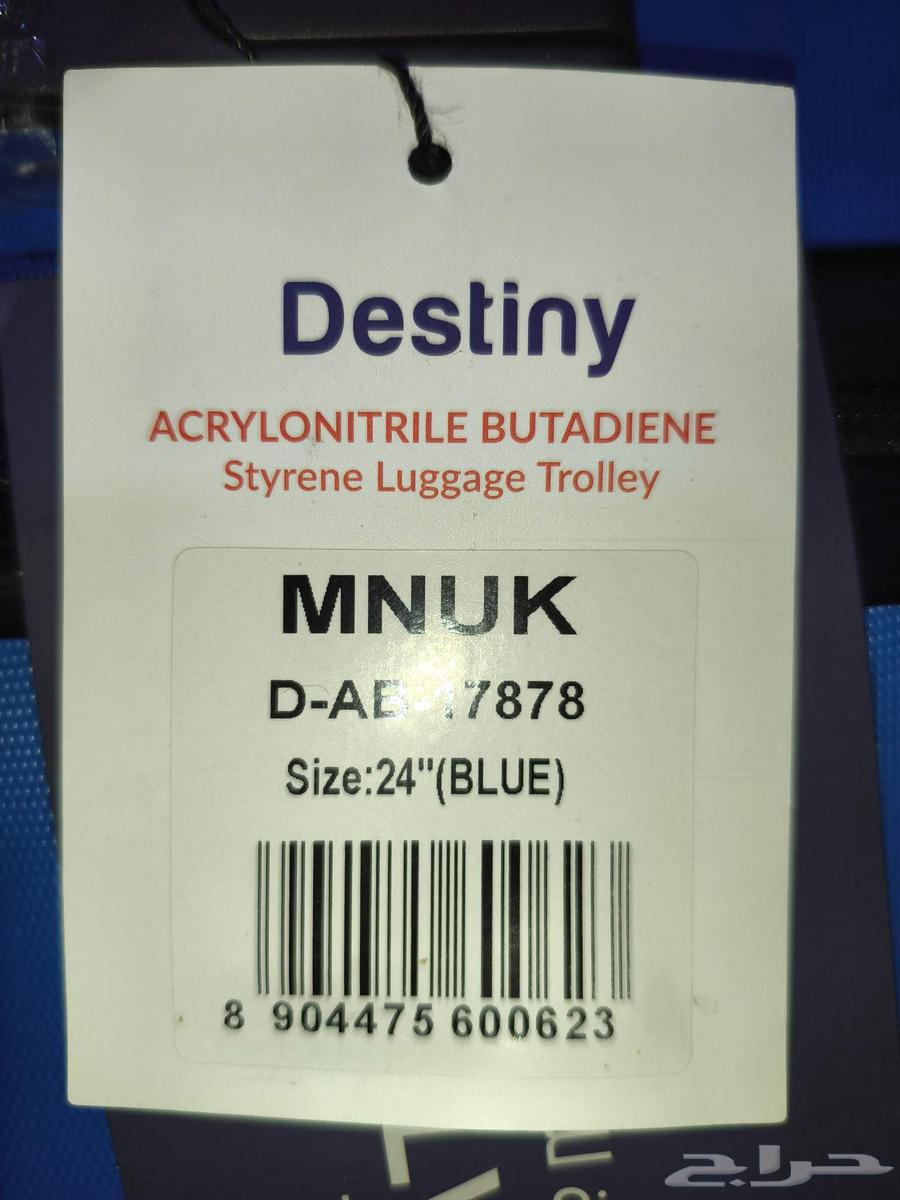 Destiny
ACRYLONITRILE BUTADIENE
Styrene Luggage Trolley
MNUK
D-AB-17878
Size:24"(BLUE)
8 904475 600623
حراج